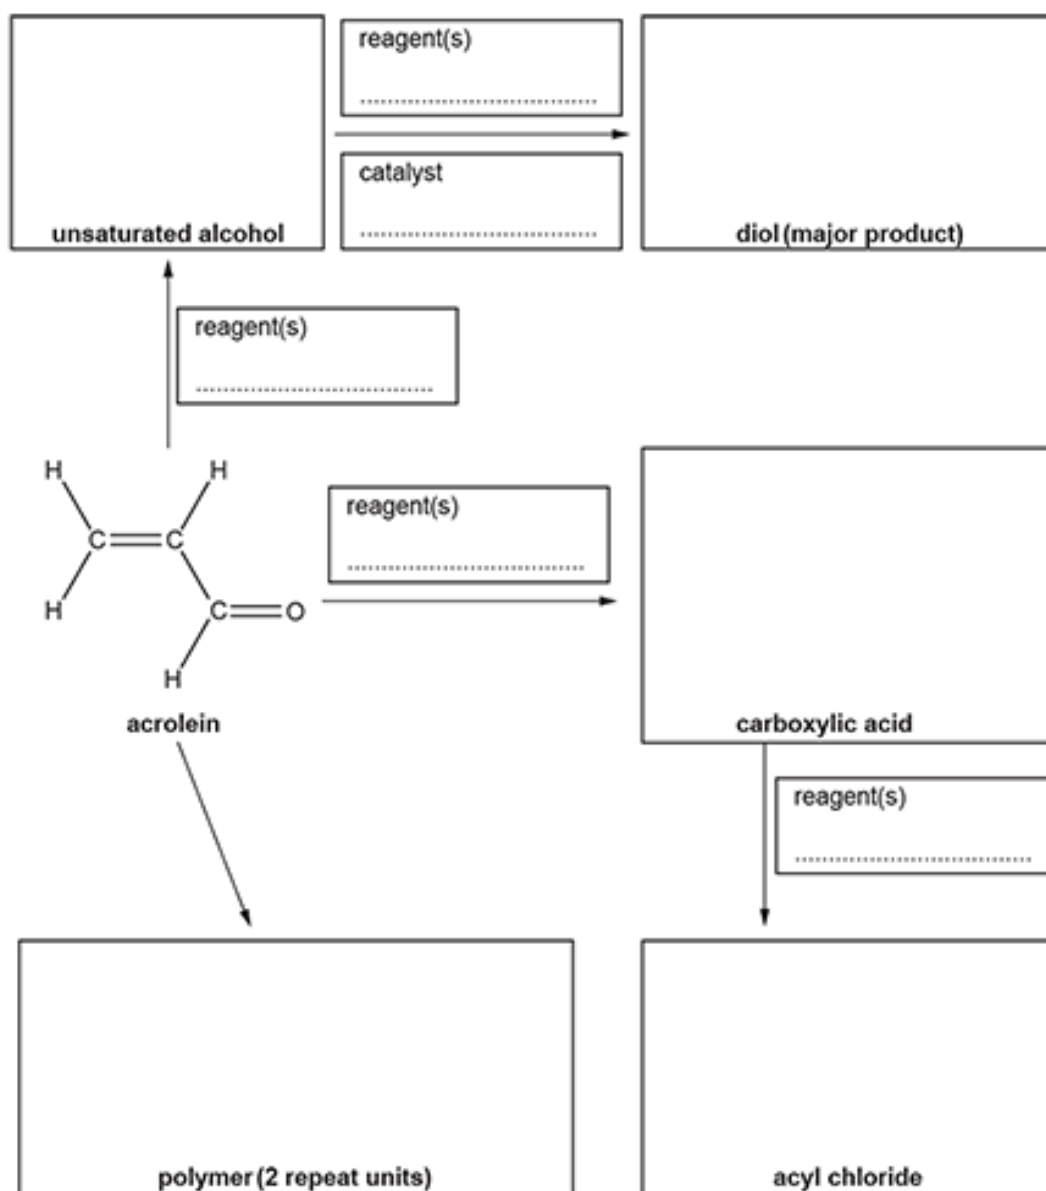 reagent(s)
..................................
catalyst
..................................
unsaturated alcohol
diol (major product)
reagent(s)
..................................
H H
C C
H
C O
H
acrolein
reagent(s)
..................................
carboxylic acid
reagent(s)
..................................
polymer (2 repeat units)
acyl chloride